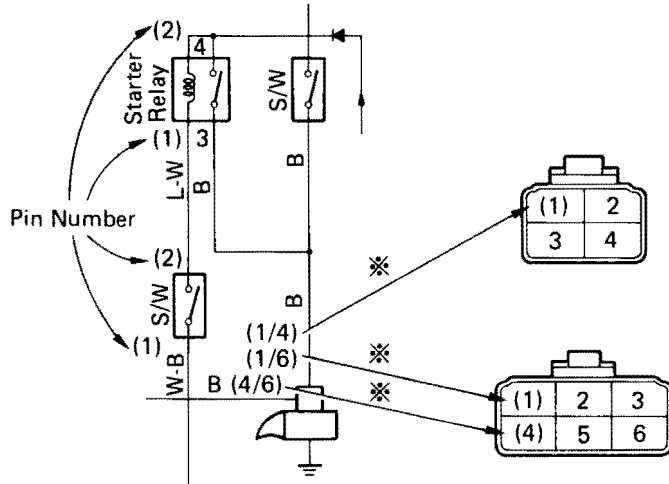 (2)
4
Starter
Relay
S/W
(1)
3
L-W
B
B
Pin Number
(2)
S/W
(1)
W-B
B
(1/4)
(1/6)
B (4/6)
※
※
※
(1) 2
3 4
(1) 2 3
(4) 5 6